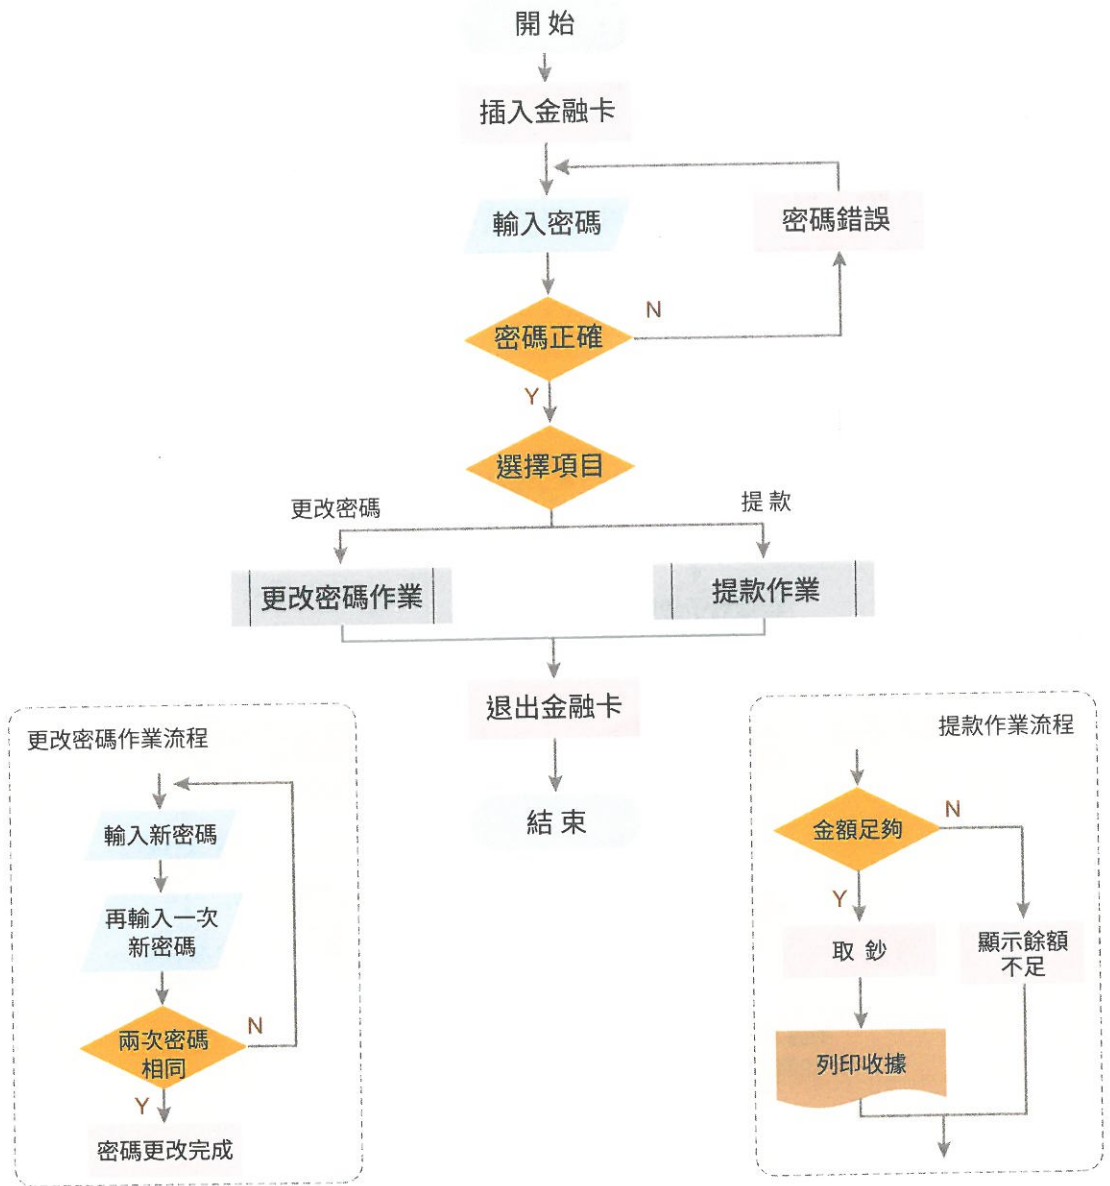 開始
插入金融卡
輸入密碼
密碼錯誤
密碼正確
N
Y
選擇項目
更改密碼
提款
更改密碼作業
提款作業
退出金融卡
結束
更改密碼作業流程
輸入新密碼
再輸入一次
新密碼
兩次密碼
相同
N
Y
密碼更改完成
提款作業流程
金額足夠
N
Y
取鈔
顯示餘額
不足
列印收據